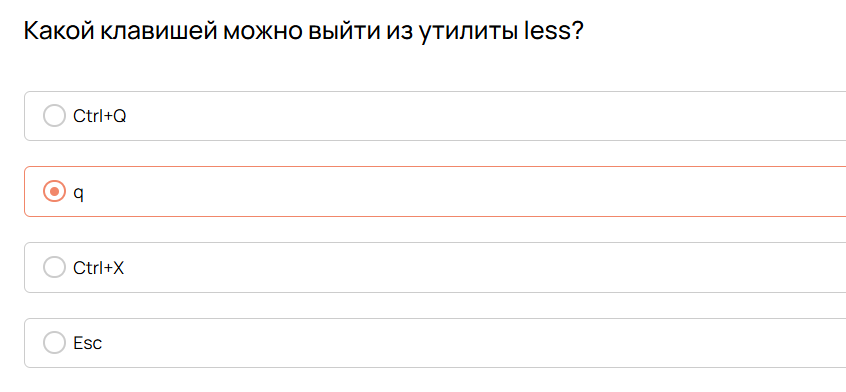 Какой клавишей можно выйти из утилиты less?
Ctrl+Q
q
Ctrl+X
Esc